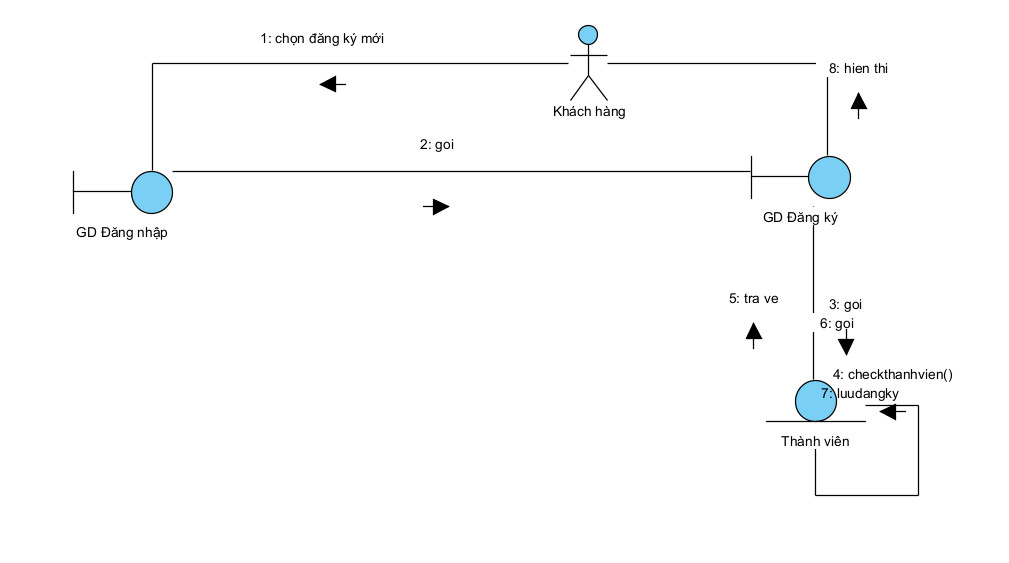 1: chọn đăng ký mới
8: hien thi
Khách hàng
2: goi
GD Đăng ký
GD Đăng nhập
5: tra ve
3: goi
6: goi
4: checkthanhvien()
7: luudangky
Thành viên